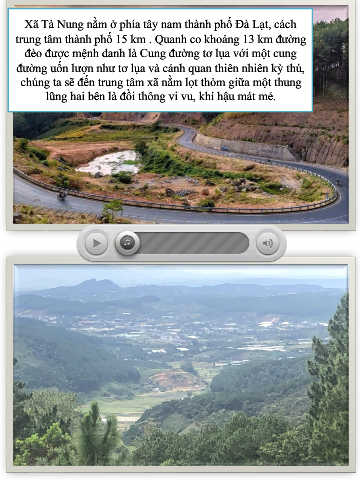 Xã Tà Nung nằm ở phía tây nam thành phố Đà Lạt, cách
trung tâm thành phố 15 km . Quanh co khoảng 13 km đường
đèo được mệnh danh là Cung đường tơ lụa với một cung
đường uốn lượn như tơ lụa và cảnh quan thiên nhiên kỳ thú,
chúng ta sẽ đến trung tâm xã nằm lọt thỏm giữa một thung
lũng hai bên là đồi thông vi vu, khí hậu mát mẻ.